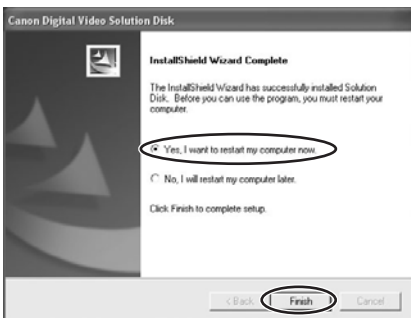 Canon Digital Video Solution Disk
InstallShield Wizard Complete
The InstallShield Wizard has successfully installed Solution
Disk. Before you can use the program, you must restart your
computer.
Yes, I want to restart my computer now.
No, I will restart my computer later.
Click Finish to complete setup.
< Back
Finish
Cancel